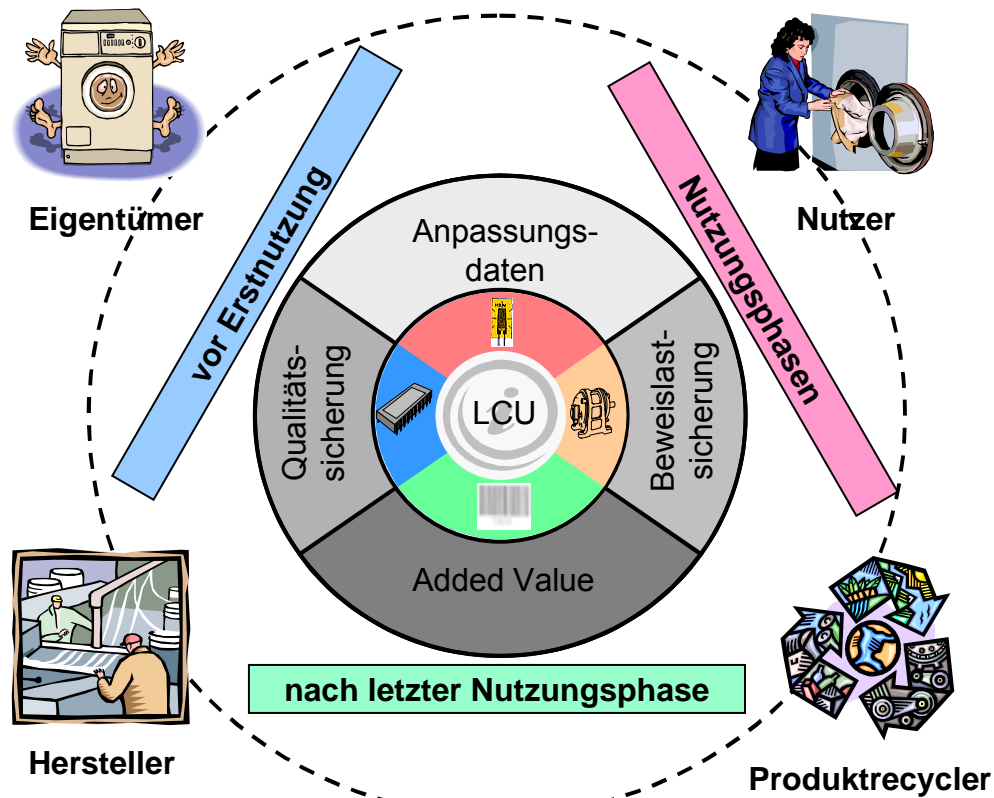 Eigentümer
vor Erstnutzung
Nutzungsphasen
Nutzer
Anpassungs-
daten
Qualitäts-
sicherung
LCU
Beweislast-
sicherung
Added Value
nach letzter Nutzungsphase
Hersteller
Produktrecycler